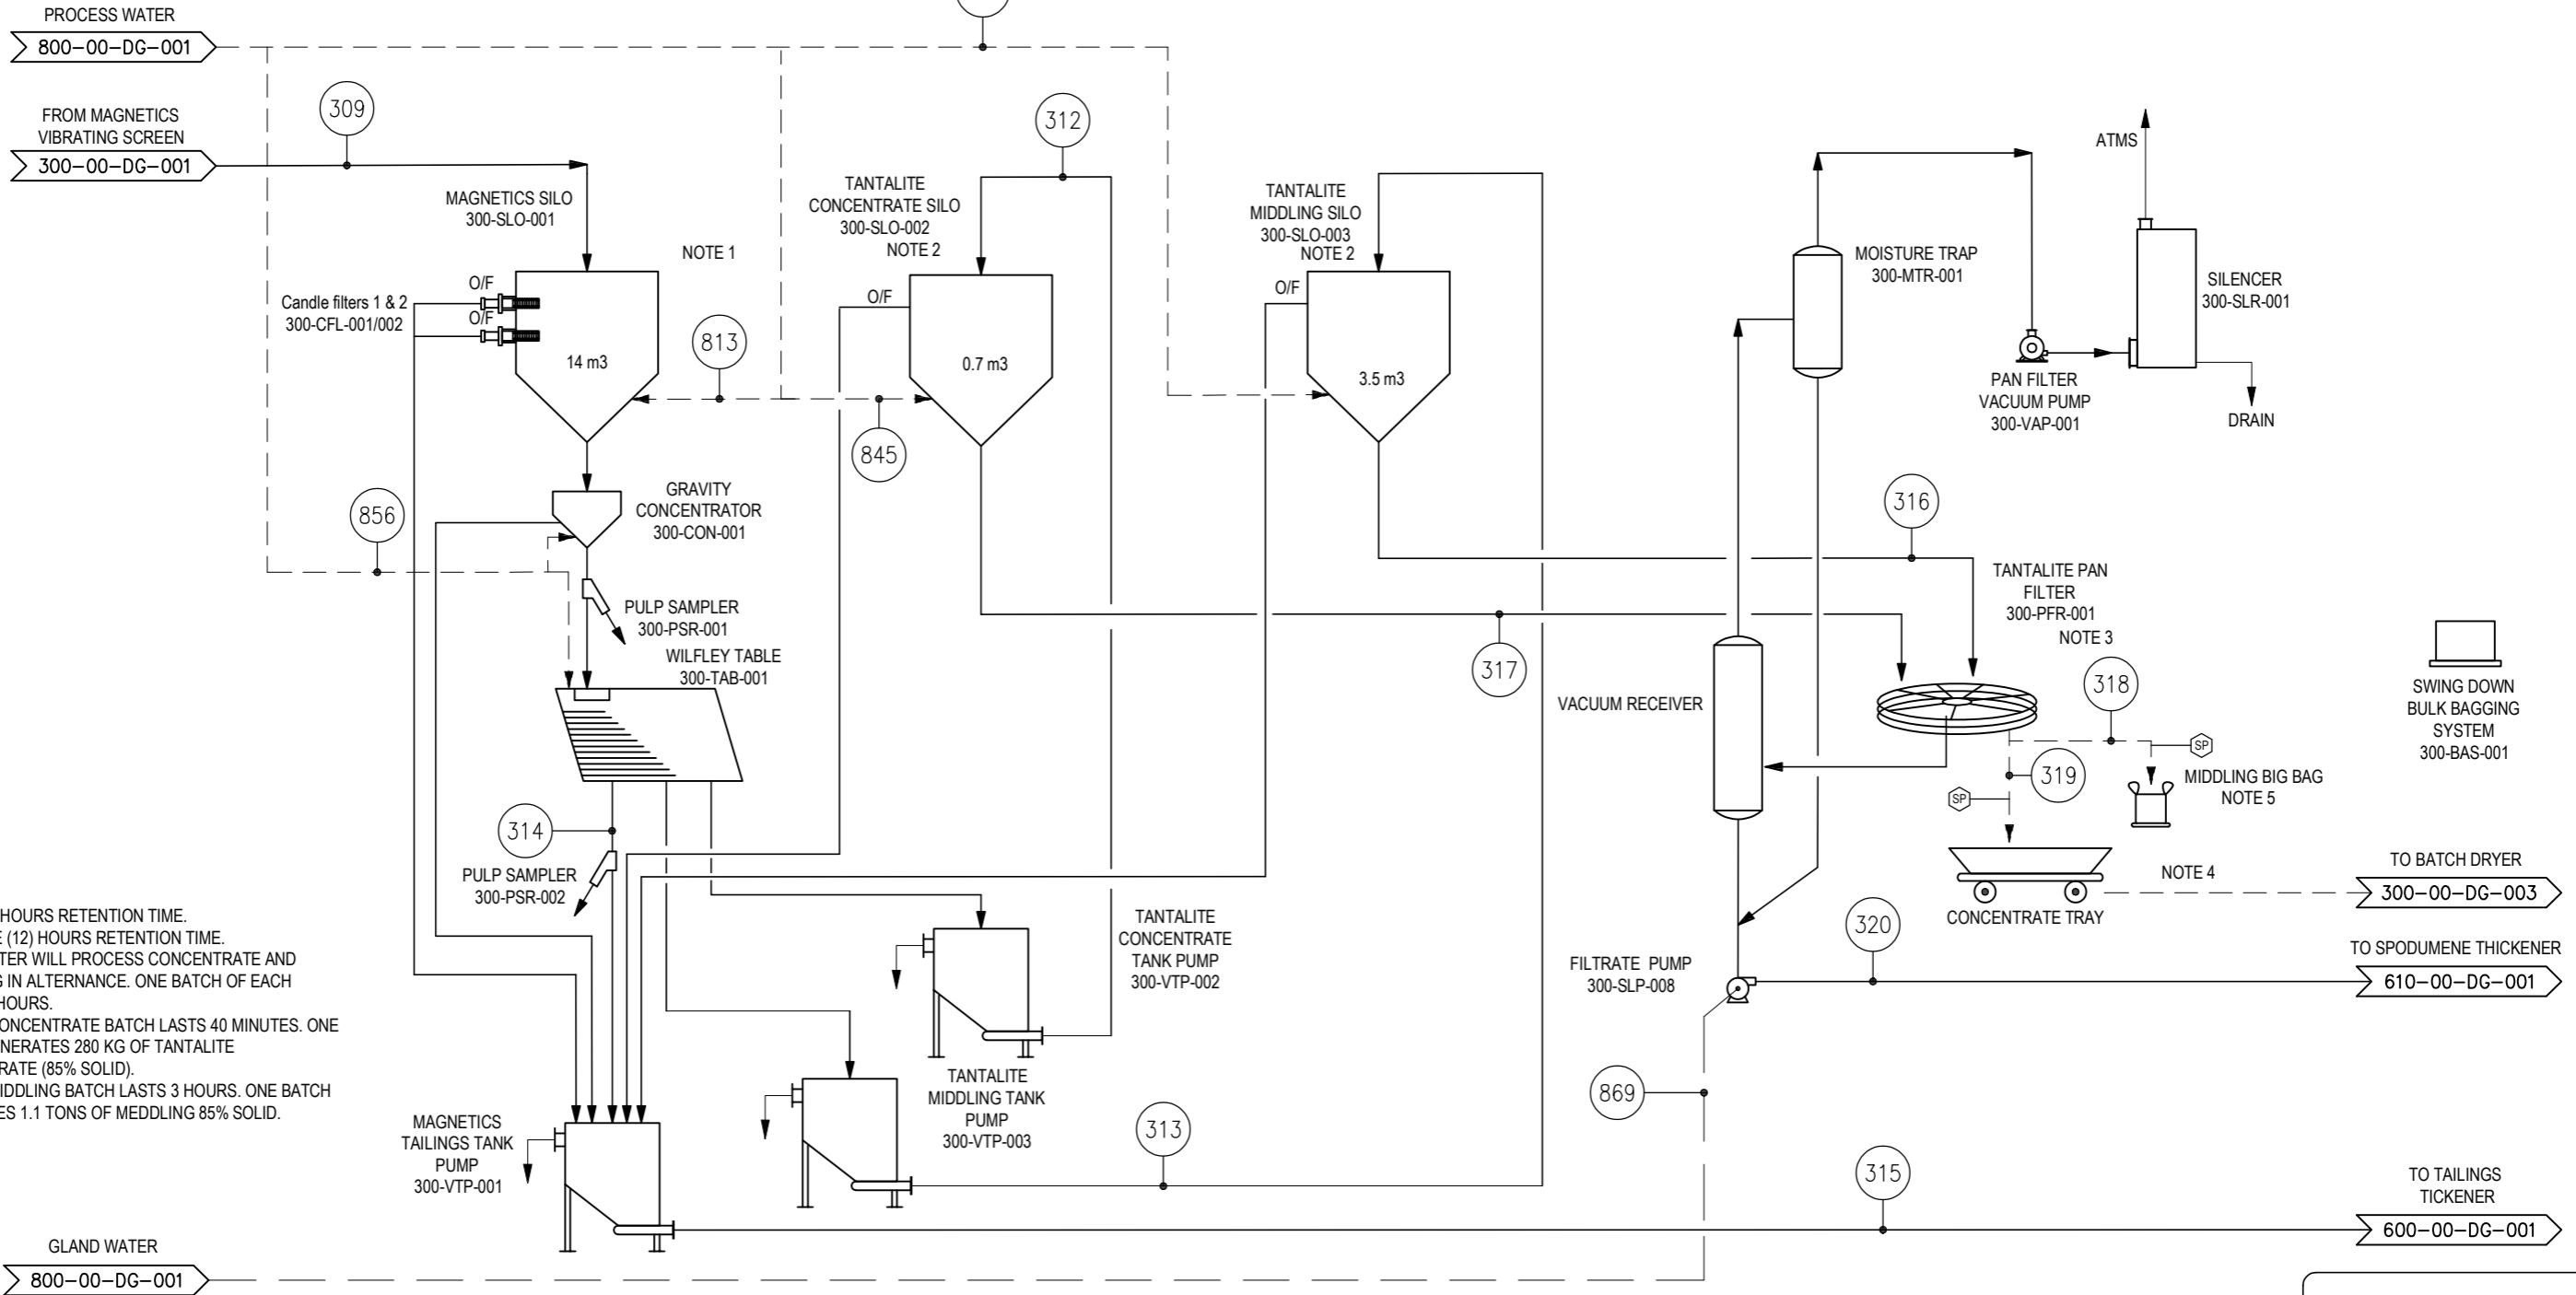 PROCESS WATER
800-00-DG-001
FROM MAGNETICS
VIBRATING SCREEN
300-00-DG-001
309
MAGNETICS SILO
300-SLO-001
NOTE 1
O/F
Candle filters 1 & 2
300-CFL-001/002
O/F
14 m3
813
312
TANTALITE
CONCENTRATE SILO
300-SLO-002
NOTE 2
O/F
0.7 m3
845
TANTALITE
MIDDLING SILO
300-SLO-003
NOTE 2
O/F
3.5 m3
ATMS
MOISTURE TRAP
300-MTR-001
SILENCER
300-SLR-001
PAN FILTER
VACUUM PUMP
300-VAP-001
DRAIN
856
GRAVITY
CONCENTRATOR
300-CON-001
PULP SAMPLER
300-PSR-001
WILFLEY TABLE
300-TAB-001
316
317
TANTALITE PAN
FILTER
300-PFR-001
NOTE 3
318
SP
319
SP
MIDDLING BIG BAG
NOTE 5
SWING DOWN
BULK BAGGING
SYSTEM
300-BAS-001
VACUUM RECEIVER
314
PULP SAMPLER
300-PSR-002
CONCENTRATE TRAY
NOTE 4
TO BATCH DRYER
300-00-DG-003
HOURS RETENTION TIME.
(12) HOURS RETENTION TIME.
TER WILL PROCESS CONCENTRATE AND
G IN ALTERNANCE. ONE BATCH OF EACH
HOURS.
ONCENTRATE BATCH LASTS 40 MINUTES. ONE
NERATES 280 KG OF TANTALITE
RATE (85% SOLID).
IDDLING BATCH LASTS 3 HOURS. ONE BATCH
ES 1.1 TONS OF MEDDLING 85% SOLID.
TANTALITE
CONCENTRATE
TANK PUMP
300-VTP-002
TANTALITE
MIDDLING TANK
PUMP
300-VTP-003
FILTRATE PUMP
300-SLP-008
320
TO SPODUMENE THICKENER
610-00-DG-001
869
MAGNETICS
TAILINGS TANK
PUMP
300-VTP-001
313
315
TO TAILINGS
TICKENER
600-00-DG-001
GLAND WATER
800-00-DG-001